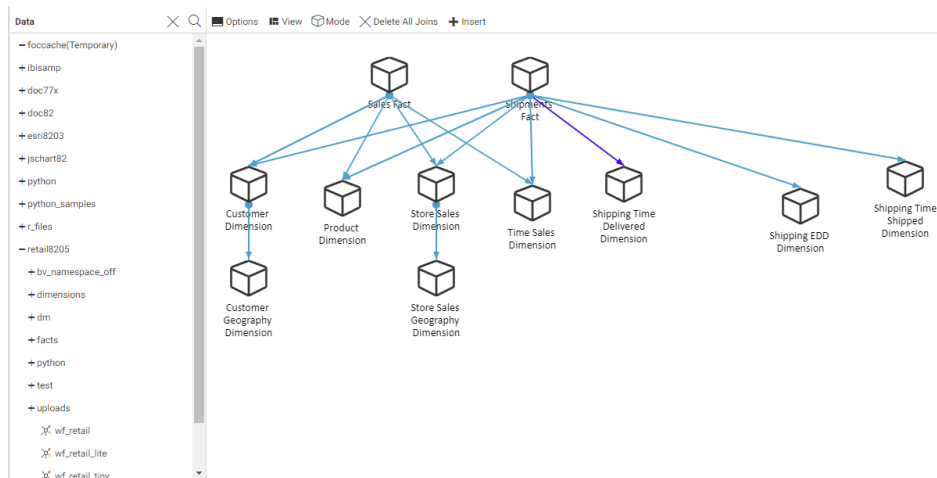 Data
Options View Mode Delete All Joins Insert
foccache(Temporary)
ibisamp
doc77x
doc82
esri8203
jschart82
python
python_samples
r_files
retail8205
bv_namespace_off
dimensions
dm
facts
python
test
uploads
wf_retail
wf_retail_lite
wf_retail_tiny
Sales Fact
Shipments
Fact
Customer
Dimension
Product
Dimension
Store Sales
Dimension
Time Sales
Dimension
Shipping Time
Delivered
Dimension
Shipping EDD
Dimension
Shipping Time
Shipped
Dimension
Customer
Geography
Dimension
Store Sales
Geography
Dimension